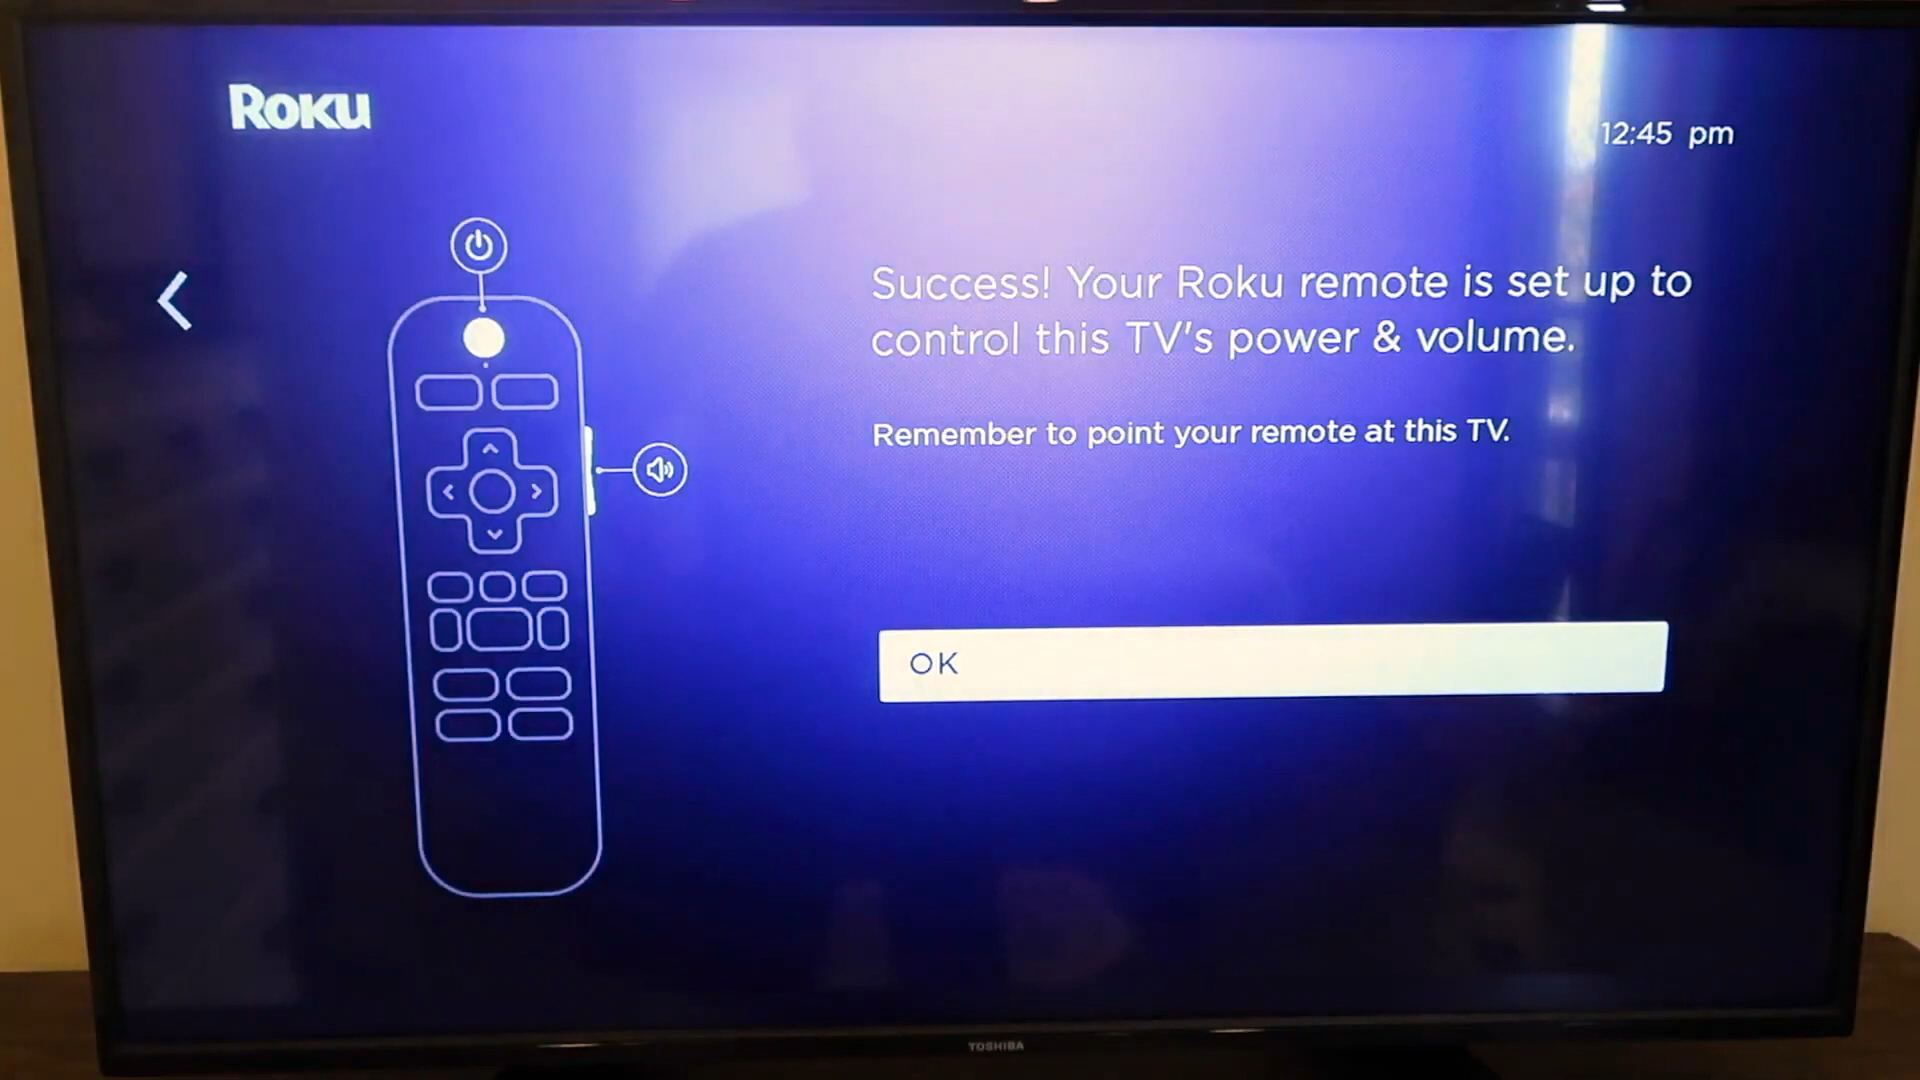 Roku
12:45 pm
Success! Your Roku remote is set up to
control this TV's power & volume.
Remember to point your remote at this TV.
OK
TOSHIBA